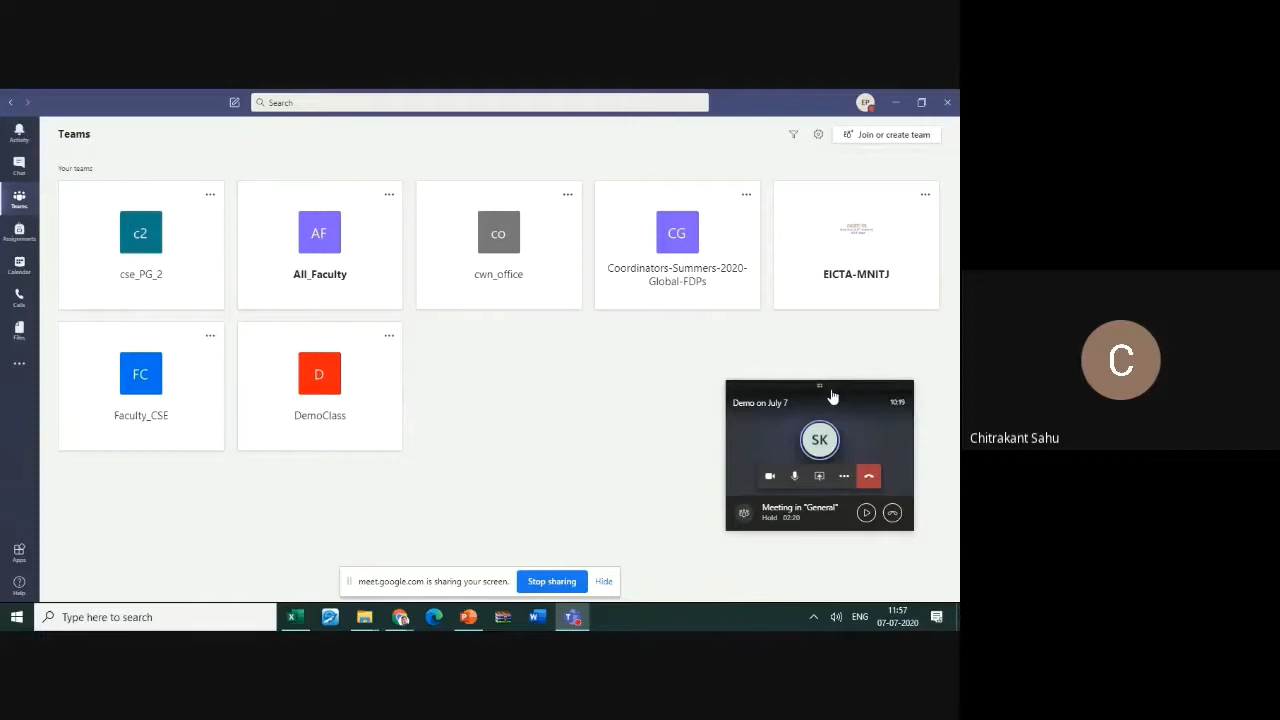 Search
EP
Teams
Join or create team
Your teams
Activity
Chat
Teams
Assignments
Calendar
Calls
Files
Apps
Help
c2
cse_PG_2
AF
All_Faculty
co
cwn_office
CG
Coordinators-Summers-2020-
Global-FDPs
EICTA-MNITJ
FC
Faculty_CSE
D
DemoClass
Demo on July 7
10:19
SK
Meeting in "General"
Hold 02:20
meet.google.com is sharing your screen.
Stop sharing
Hide
Type here to search
ENG
11:57
07-07-2020
C
Chitrakant Sahu